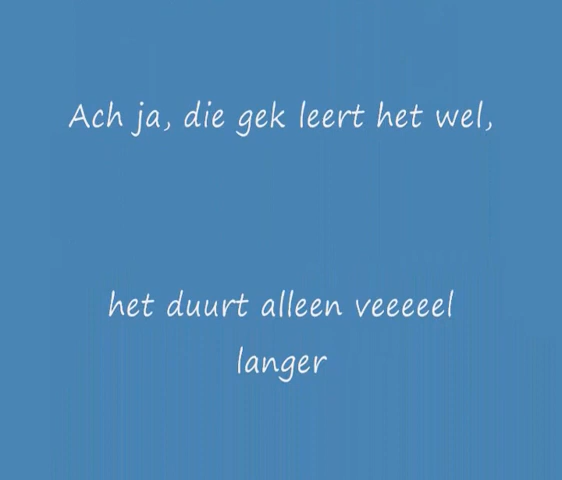 Ach ja, die gek leert het wel,
het duurt alleen veeeeel
langer